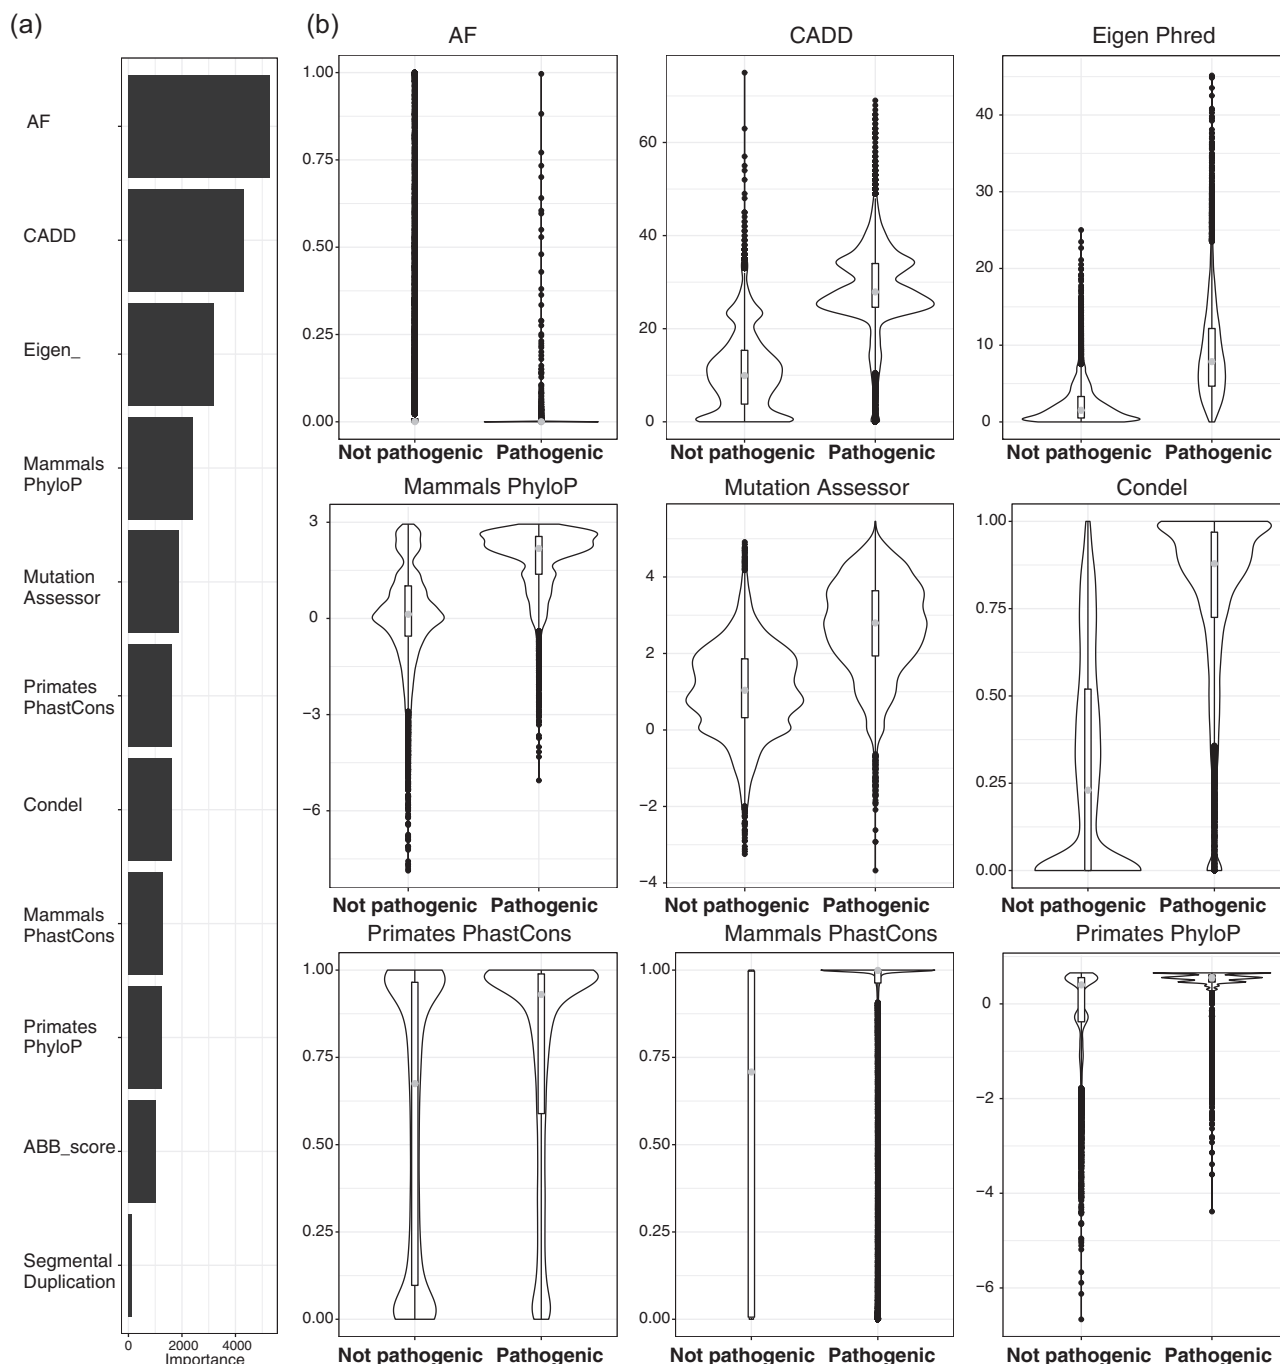 (a)
AF
CADD
Eigen_
Mammals
PhyloP
Mutation
Assessor
Primates
PhastCons
Condel
Mammals
PhastCons
Primates
PhyloP
ABB_score
Segmental
Duplication
0 2000 4000
Importance
(b)
AF
1.00
0.75
0.50
0.25
0.00
Not pathogenic Pathogenic
CADD
60
40
20
0
Not pathogenic Pathogenic
Eigen Phred
40
30
20
10
0
Not pathogenic Pathogenic
Mammals PhyloP
3
0
−3
−6
Not pathogenic Pathogenic
Mutation Assessor
4
2
0
−2
−4
Not pathogenic Pathogenic
Condel
1.00
0.75
0.50
0.25
0.00
Not pathogenic Pathogenic
Primates PhastCons
1.00
0.75
0.50
0.25
0.00
Not pathogenic Pathogenic
Mammals PhastCons
1.00
0.75
0.50
0.25
0.00
Not pathogenic Pathogenic
Primates PhyloP
0
−2
−4
−6
Not pathogenic Pathogenic